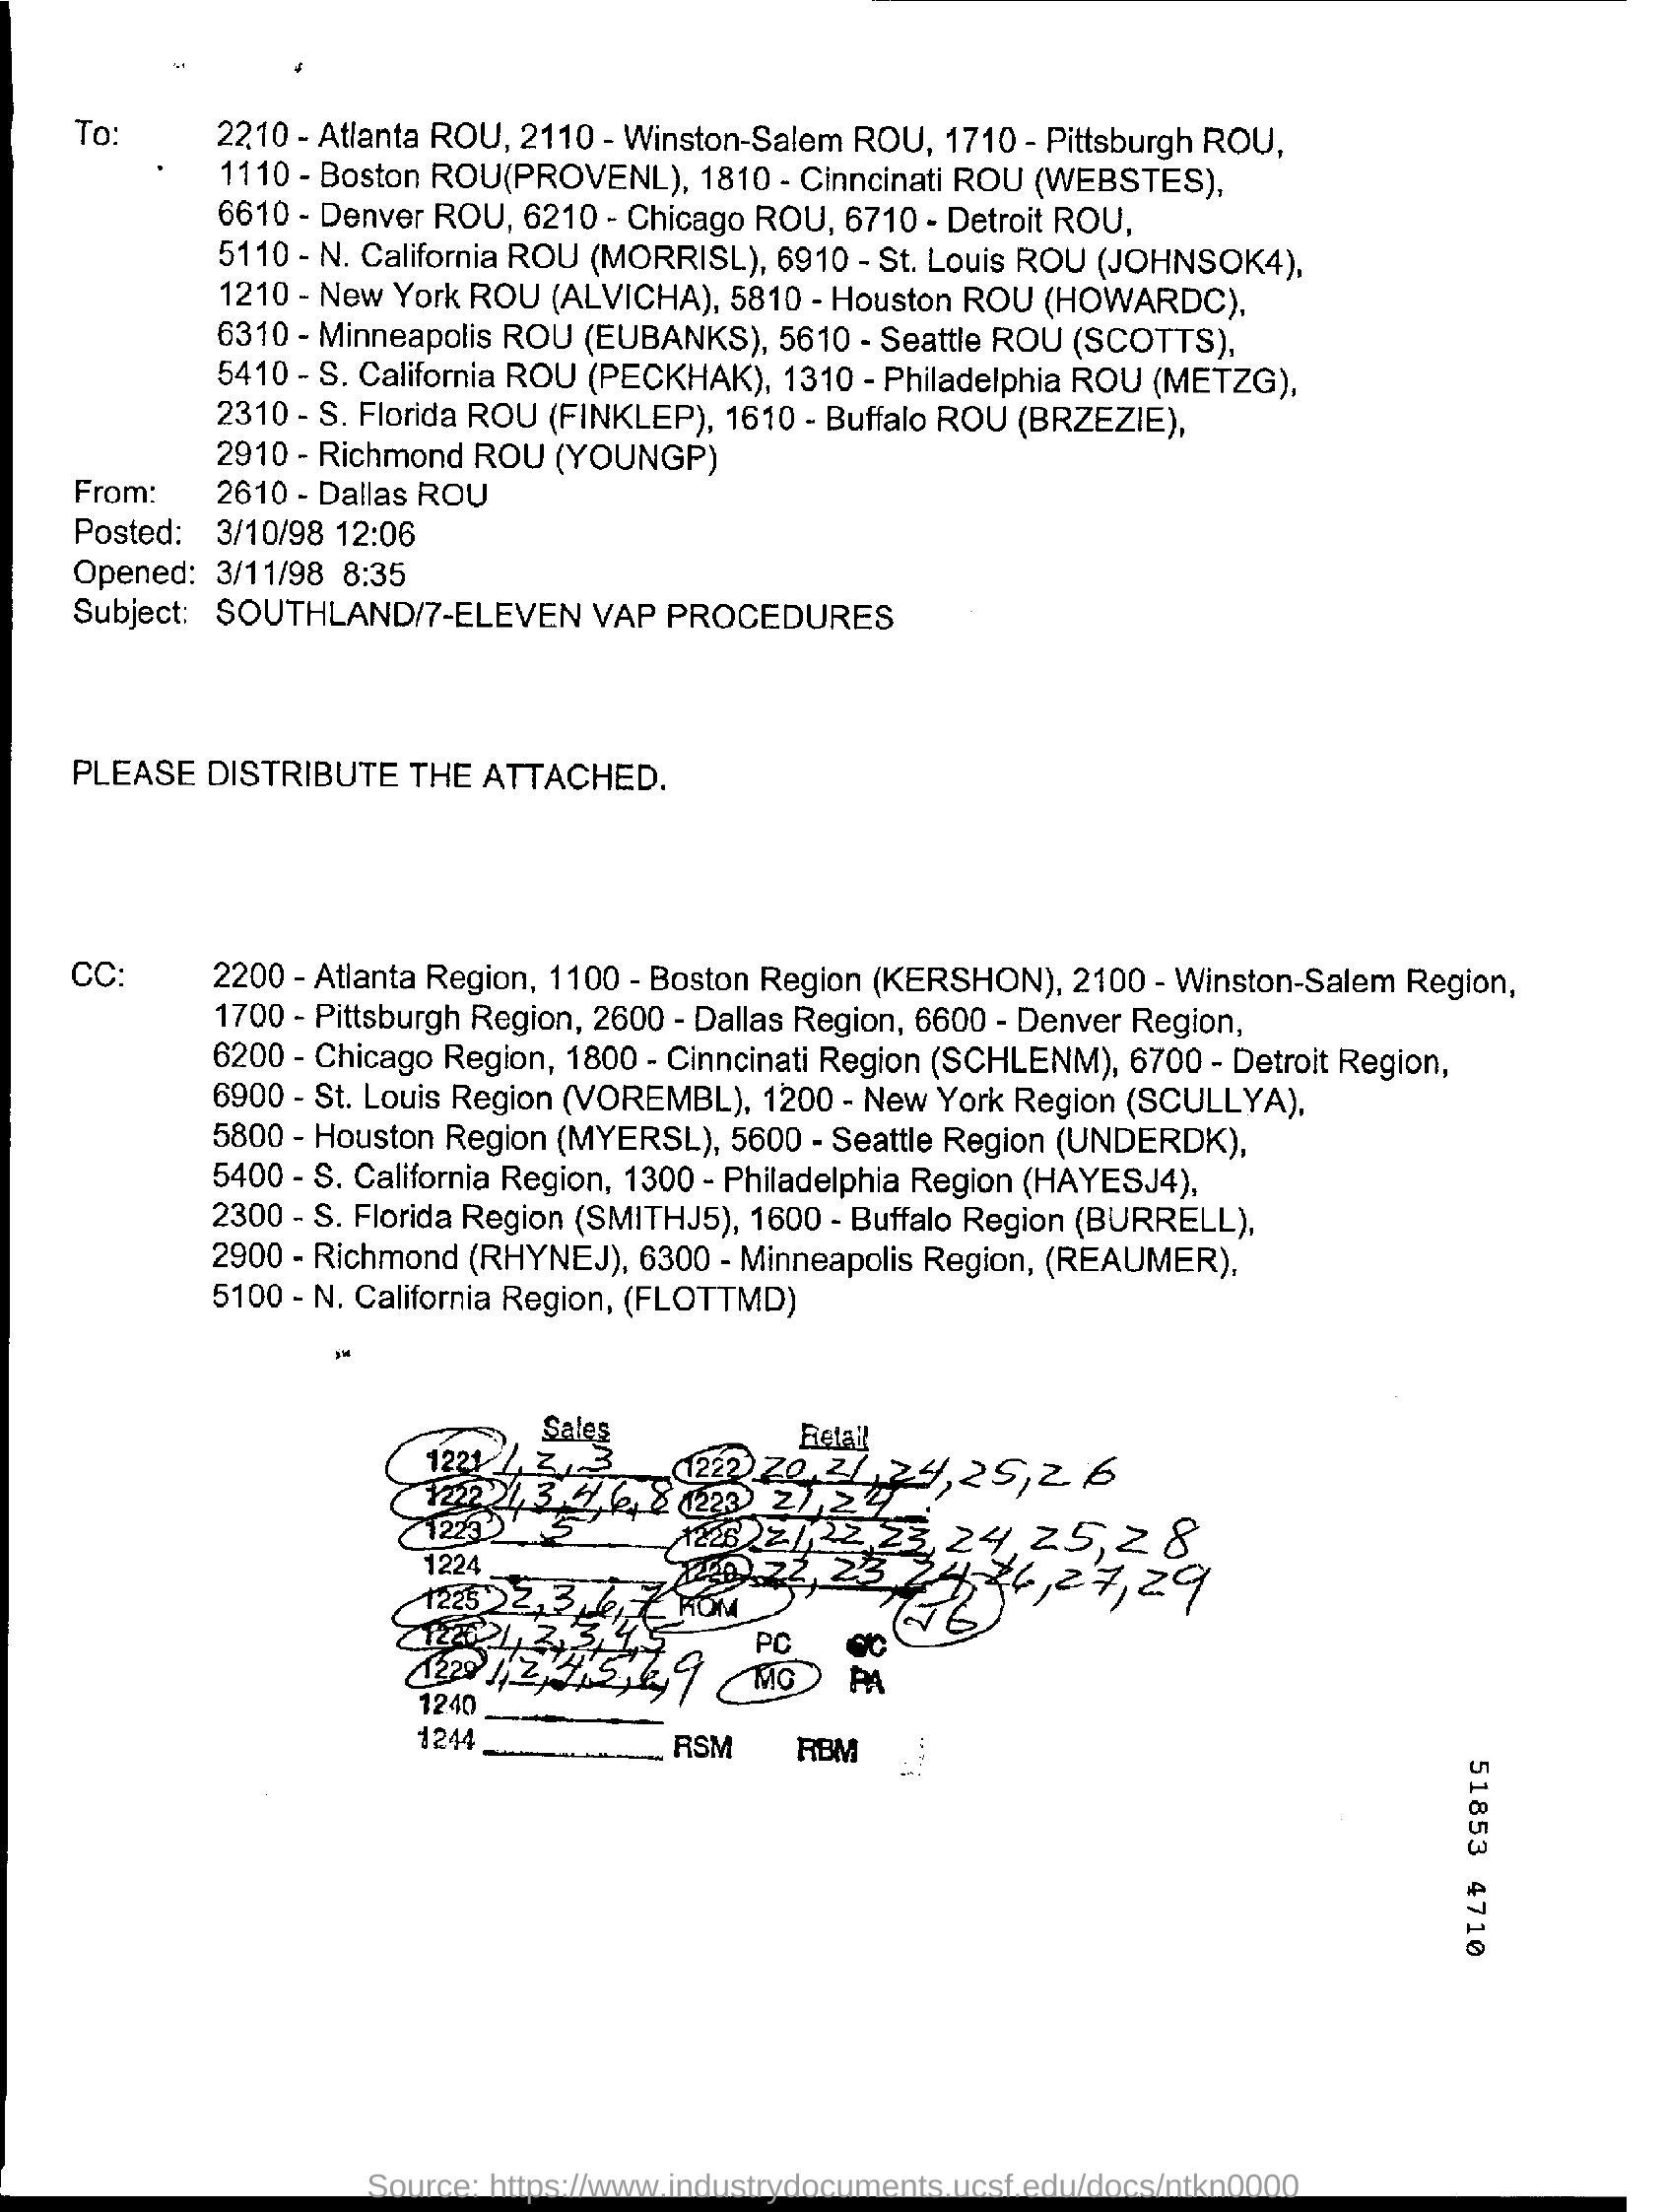 To: 2210 - Atlanta ROU, 2110 - Winston-Salem ROU, 1710 - Pittsburgh ROU,
1110 - Boston ROU(PROVENL), 1810 - Cinncinati ROU (WEBSTES),
6610 - Denver ROU, 6210 - Chicago ROU, 6710 - Detroit ROU,
5110 - N. California ROU (MORRISL), 6910 - St. Louis ROU (JOHNSOK4),
1210 - New York ROU (ALVICHA), 5810 - Houston ROU (HOWARDC),
6310 - Minneapolis ROU (EUBANKS), 5610 - Seattle ROU (SCOTTS),
5410 - S. California ROU (PECKHAK), 1310 - Philadelphia ROU (METZG),
2310 - S. Florida ROU (FINKLEP), 1610 - Buffalo ROU (BRZEZIE),
2910 - Richmond ROU (YOUNGP)
From: 2610 - Dallas ROU
Posted: 3/10/98 12:06
Opened: 3/11/98 8:35
Subject: SOUTHLAND/7-ELEVEN VAP PROCEDURES
PLEASE DISTRIBUTE THE ATTACHED.
CC: 2200 - Atlanta Region, 1100 - Boston Region (KERSHON), 2100 - Winston-Salem Region,
1700 - Pittsburgh Region, 2600 - Dallas Region, 6600 - Denver Region,
6200 - Chicago Region, 1800 - Cinncinati Region (SCHLENM), 6700 - Detroit Region,
6900 - St. Louis Region (VOREMBL), 1200 - New York Region (SCULLYA),
5800 - Houston Region (MYERSL), 5600 - Seattle Region (UNDERDK),
5400 - S. California Region, 1300 - Philadelphia Region (HAYESJ4),
2300 - S. Florida Region (SMITHJ5), 1600 - Buffalo Region (BURRELL),
2900 - Richmond (RHYNEJ), 6300 - Minneapolis Region, (REAUMER),
5100 - N. California Region, (FLOTTMD)
Sales Retail
1221 1, 2, 3 1222 20, 21, 24, 25, 26
1222 1, 3, 4, 6, 8 1223 21, 24
1223 5 1226 21, 22, 23, 24, 25, 28
1224 22, 23, 24, 26, 27, 29
1225 2, 3, 6, 7 ROM
1226 1, 2, 3, 4, 5 PC
1229 1, 2, 4, 5, 6, 9 MC PA
1240
1244 RSM RBM
51853 4710
Source: https://www.industrydocuments.ucsf.edu/docs/ntkn0000